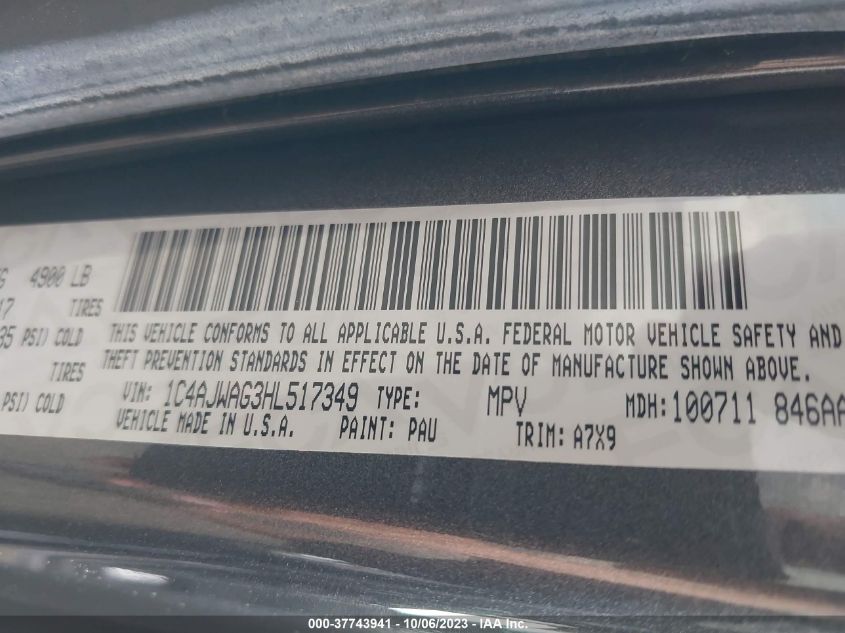 G 4900 LB
17 TIRES
35 PSI) COLD
TIRES
PSI) COLD
THIS VEHICLE CONFORMS TO ALL APPLICABLE U.S.A. FEDERAL MOTOR VEHICLE SAFETY AND
THEFT PREVENTION STANDARDS IN EFFECT ON THE DATE OF MANUFACTURE SHOWN ABOVE.
VIN: 1C4AJWAG3HL517349 TYPE: MPV MDH: 100711 846AA
VEHICLE MADE IN U.S.A. PAINT: PAU TRIM: A7X9
000-37743941 - 10/06/2023 - IAA Inc.